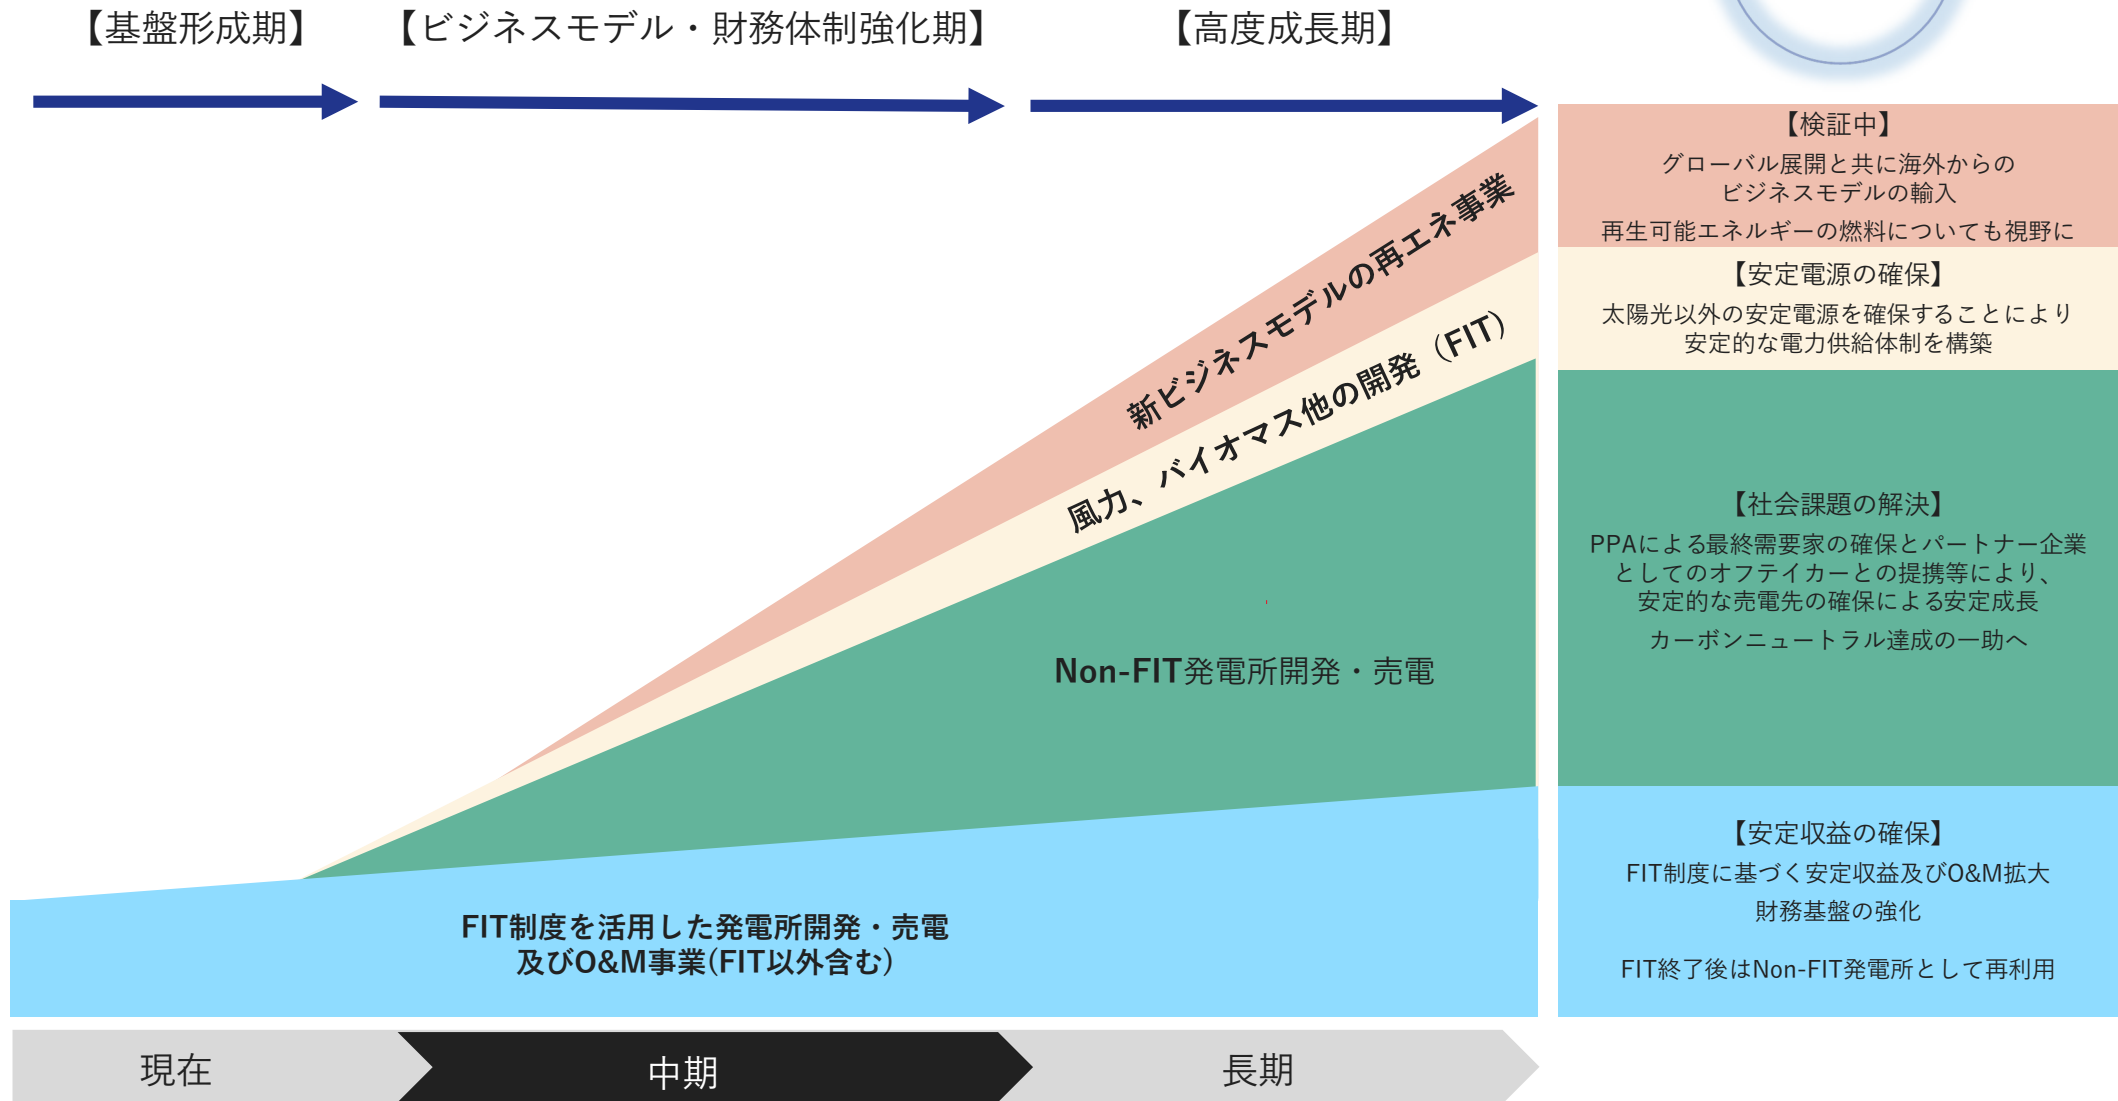 【基盤形成期】
【ビジネスモデル・財務体制強化期】
【高度成長期】
新ビジネスモデルの再エネ事業
風力、バイオマス他の開発（FIT）
Non-FIT発電所開発・売電
FIT制度を活用した発電所開発・売電
及びO&M事業(FIT以外含む)
【検証中】
グローバル展開と共に海外からの
ビジネスモデルの輸入
再生可能エネルギーの燃料についても視野に
【安定電源の確保】
太陽光以外の安定電源を確保することにより
安定的な電力供給体制を構築
【社会課題の解決】
PPAによる最終需要家の確保とパートナー企業
としてのオフテイカーとの提携等により、
安定的な売電先の確保による安定成長
カーボンニュートラル達成の一助へ
【安定収益の確保】
FIT制度に基づく安定収益及びO&M拡大
財務基盤の強化
FIT終了後はNon-FIT発電所として再利用
現在
中期
長期